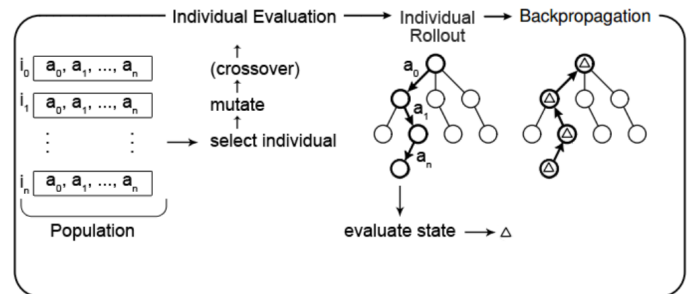 Individual Evaluation
Individual
Rollout
Backpropagation
i₀ a₀, a₁, ..., aₙ
i₁ a₀, a₁, ..., aₙ
iₙ a₀, a₁, ..., aₙ
Population
(crossover)
mutate
select individual
a₀
a₁
aₙ
evaluate state